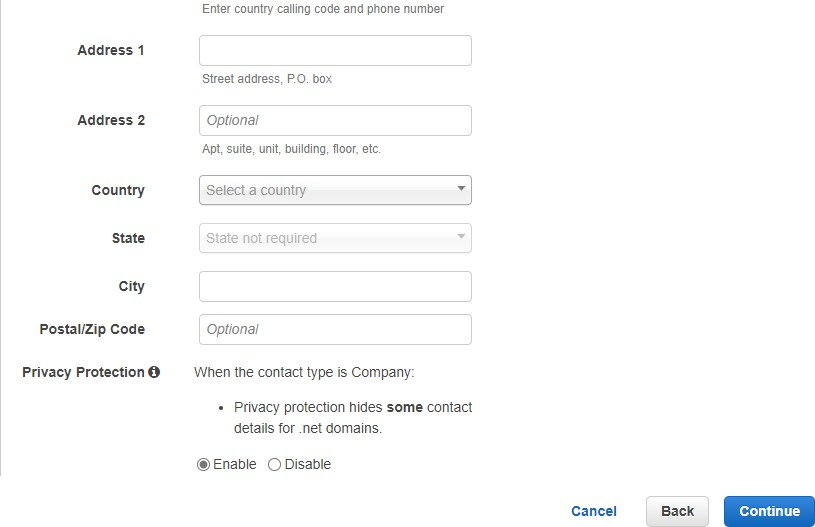 Enter country calling code and phone number
Address 1
Street address, P.O. box
Address 2
Optional
Apt, suite, unit, building, floor, etc.
Country
Select a country
State
State not required
City
Postal/Zip Code
Optional
Privacy Protection
When the contact type is Company:
• Privacy protection hides some contact
details for .net domains.
Enable Disable
Cancel Back Continue